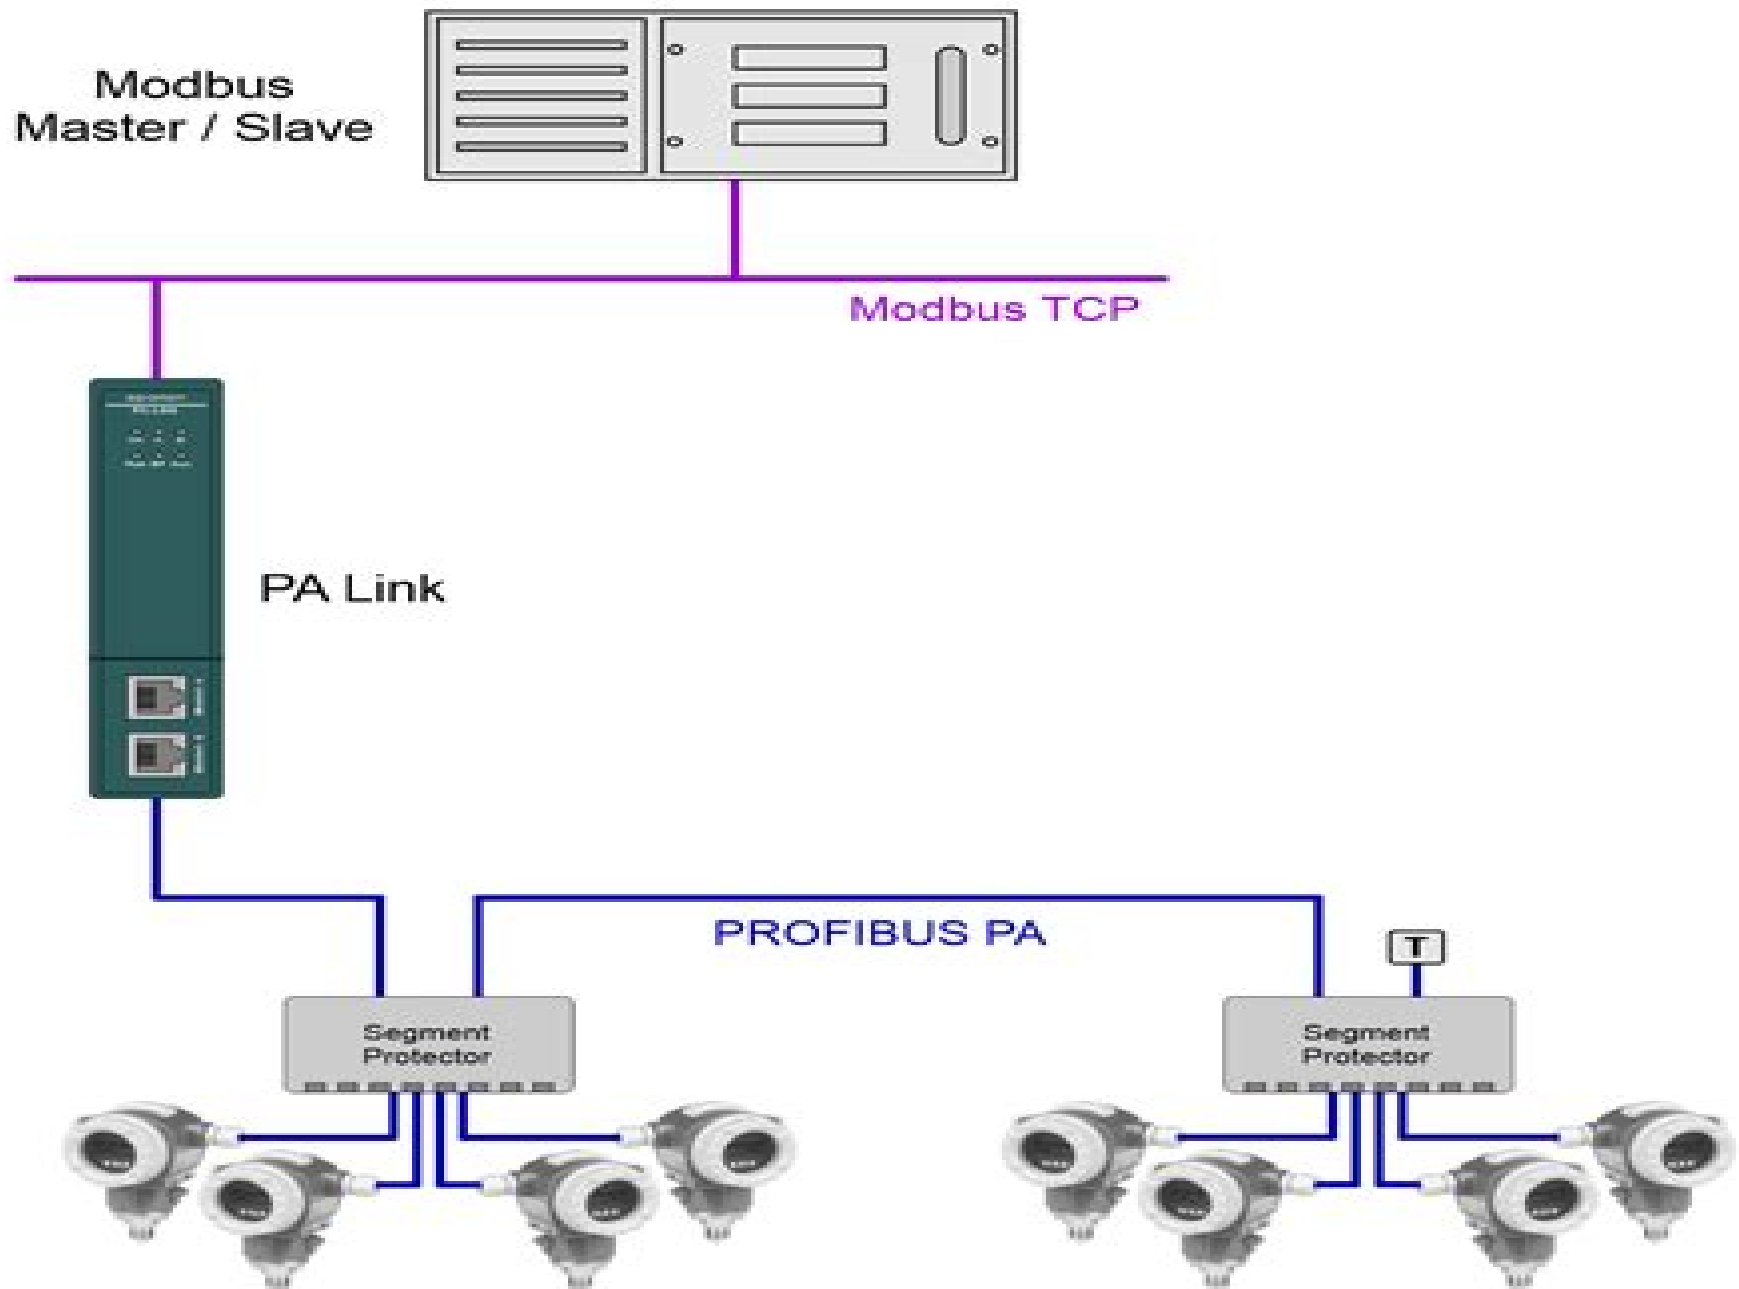 Modbus
Master / Slave
Modbus TCP
PA Link
PROFIBUS PA
T
Segment
Protector
Segment
Protector